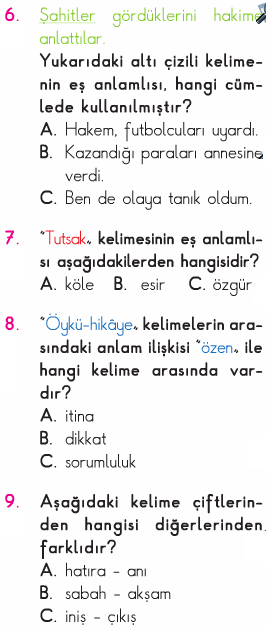 6. Şahitler gördüklerini hakime
anlattılar.
Yukarıdaki altı çizili kelime-
nin eş anlamlısı, hangi cüm-
lede kullanılmıştır?
A. Hakem, futbolcuları uyardı.
B. Kazandığı paraları annesine
verdi.
C. Ben de olaya tanık oldum.
7. "Tutsak" kelimesinin eş anlamlı-
sı aşağıdakilerden hangisidir?
A. köle B. esir C. özgür
8. "Öykü-hikâye" kelimelerin ara-
sındaki anlam ilişkisi "özen" ile
hangi kelime arasında var-
dır?
A. itina
B. dikkat
C. sorumluluk
9. Aşağıdaki kelime çiftlerin-
den hangisi diğerlerinden
farklıdır?
A. hatıra - anı
B. sabah - akşam
C. iniş - çıkış